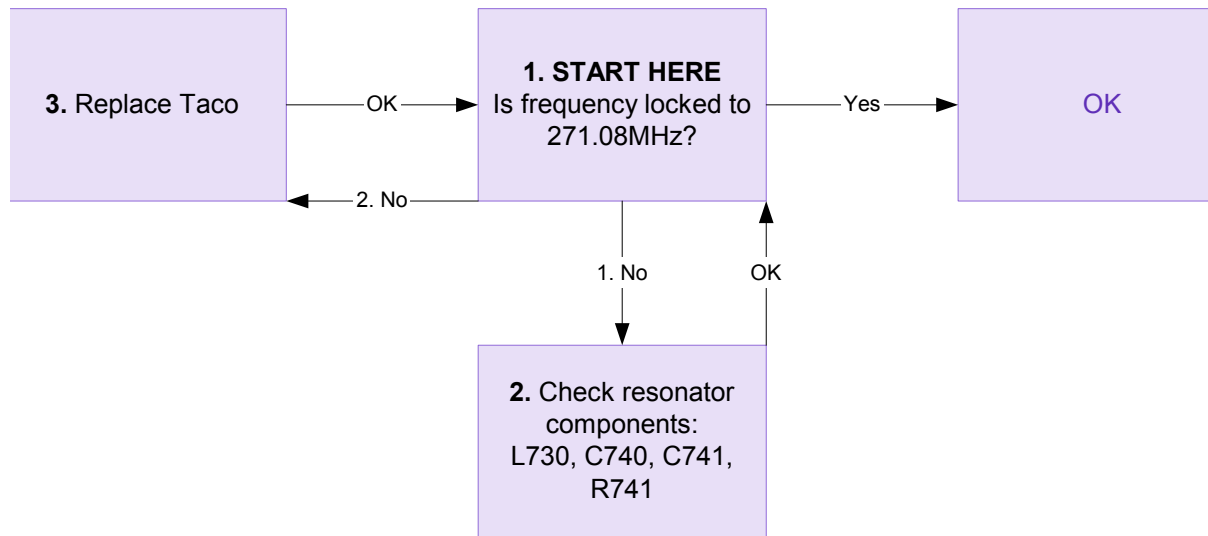 3. Replace Taco
OK
1. START HERE
Is frequency locked to
271.08MHz?
Yes
OK
2. No
1. No
OK
2. Check resonator
components:
L730, C740, C741,
R741